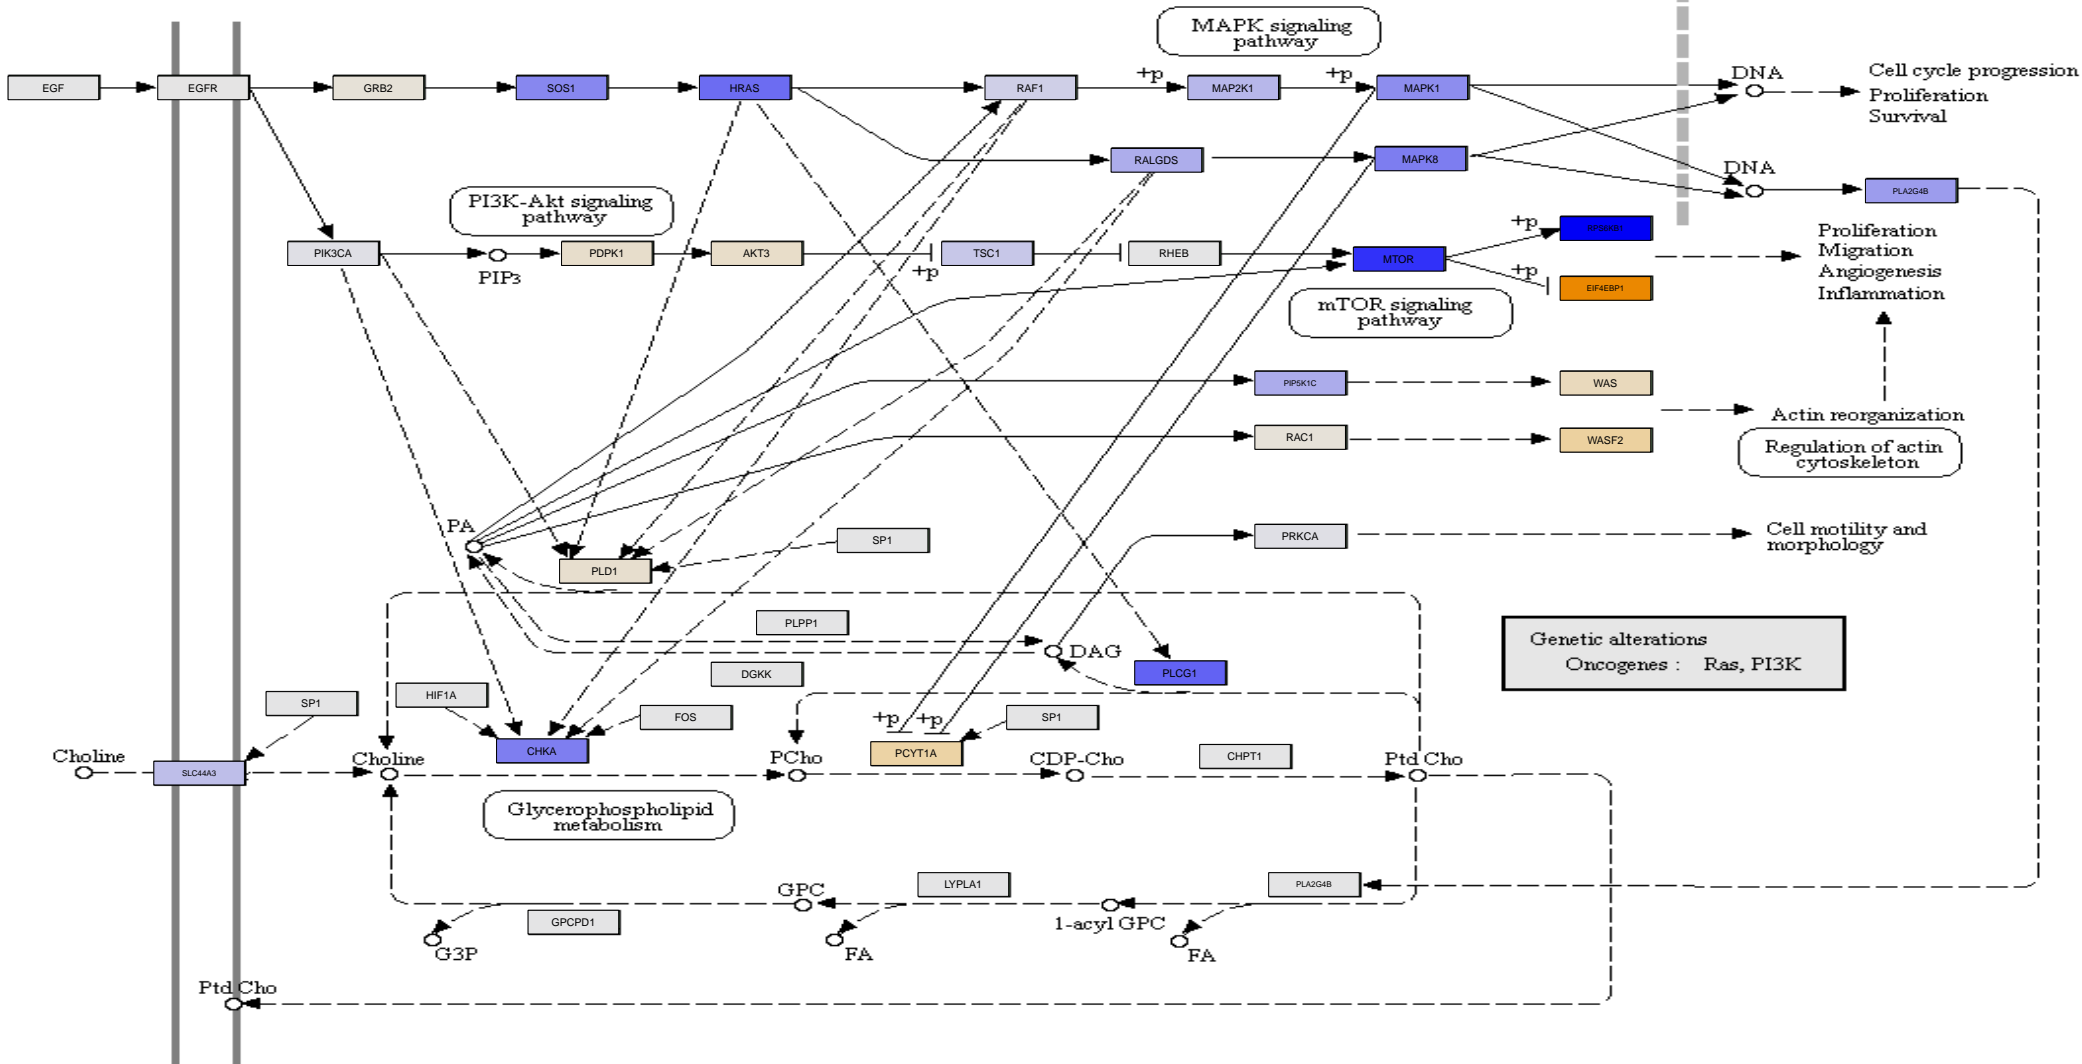 MAPK signaling
pathway
EGF
EGFR
GRB2
SOS1
HRAS
RAF1
+p
MAP2K1
+p
MAPK1
DNA
Cell cycle progression
Proliferation
Survival
RALGDS
MAPK8
DNA
PLA2G4B
PI3K-Akt signaling
pathway
PIK3CA
PIP3
PDPK1
AKT3
+p
TSC1
RHEB
MTOR
+p
+p
EIF4EBP1
Proliferation
Migration
Angiogenesis
Inflammation
mTOR signaling
pathway
PIP5K1C
WAS
RAC1
WASF2
Actin reorganization
Regulation of actin
cytoskeleton
PA
SP1
PRKCA
Cell motility and
morphology
PLD1
PLPP1
DAG
DGKK
PLCG1
Genetic alterations
Oncogenes : Ras, PI3K
SP1
HIF1A
FOS
+p
+p
SP1
Choline
SLC44A3
Choline
CHKA
PCho
PCYT1A
CDP-Cho
CHPT1
Ptd Cho
Glycerophospholipid
metabolism
GPC
LYPLA1
PLA2G4B
GPCPD1
1-acyl GPC
G3P
FA
FA
Ptd Cho